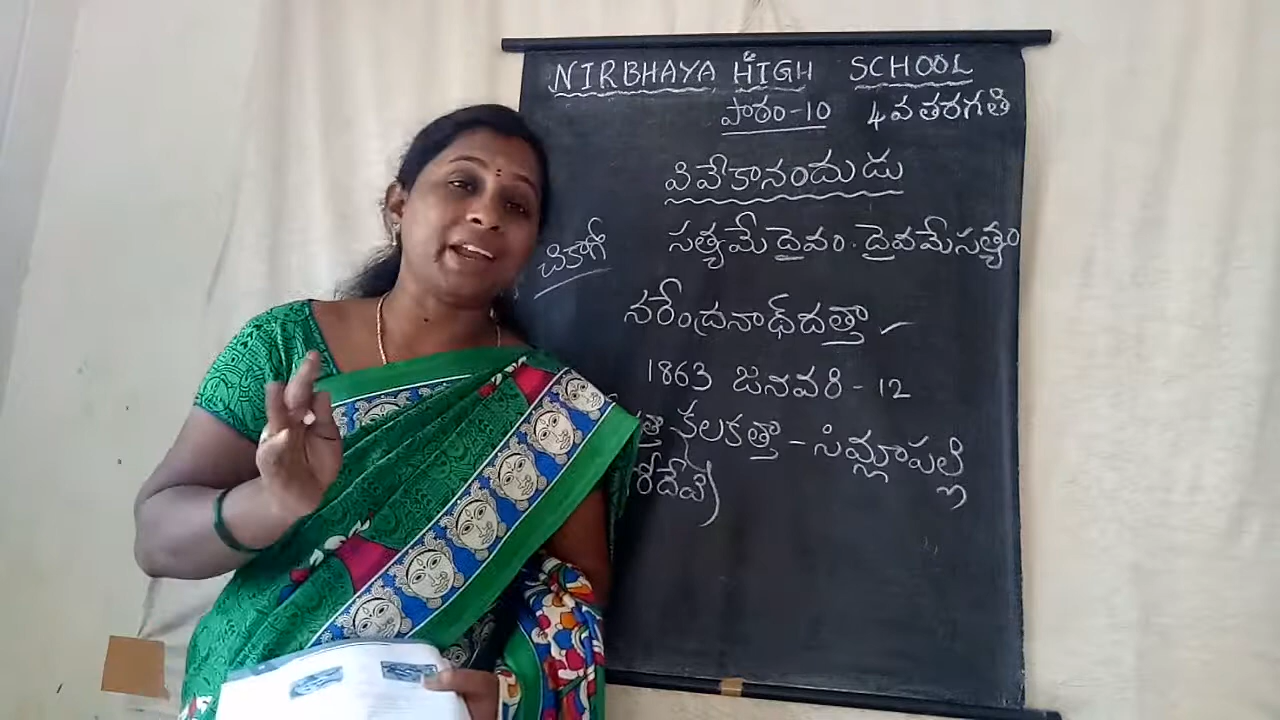 NIRBHAYA HIGH SCHOOL
పాఠం-10 4వ తరగతి
వివేకానందుడు
సత్యమే దైవం. దైవమే సత్యం
చికాగో
నరేంద్రనాథ్ దత్తా
1863 జనవరి - 12
త్తా కలకత్తా - సిమ్లాపల్లి
దేవి)